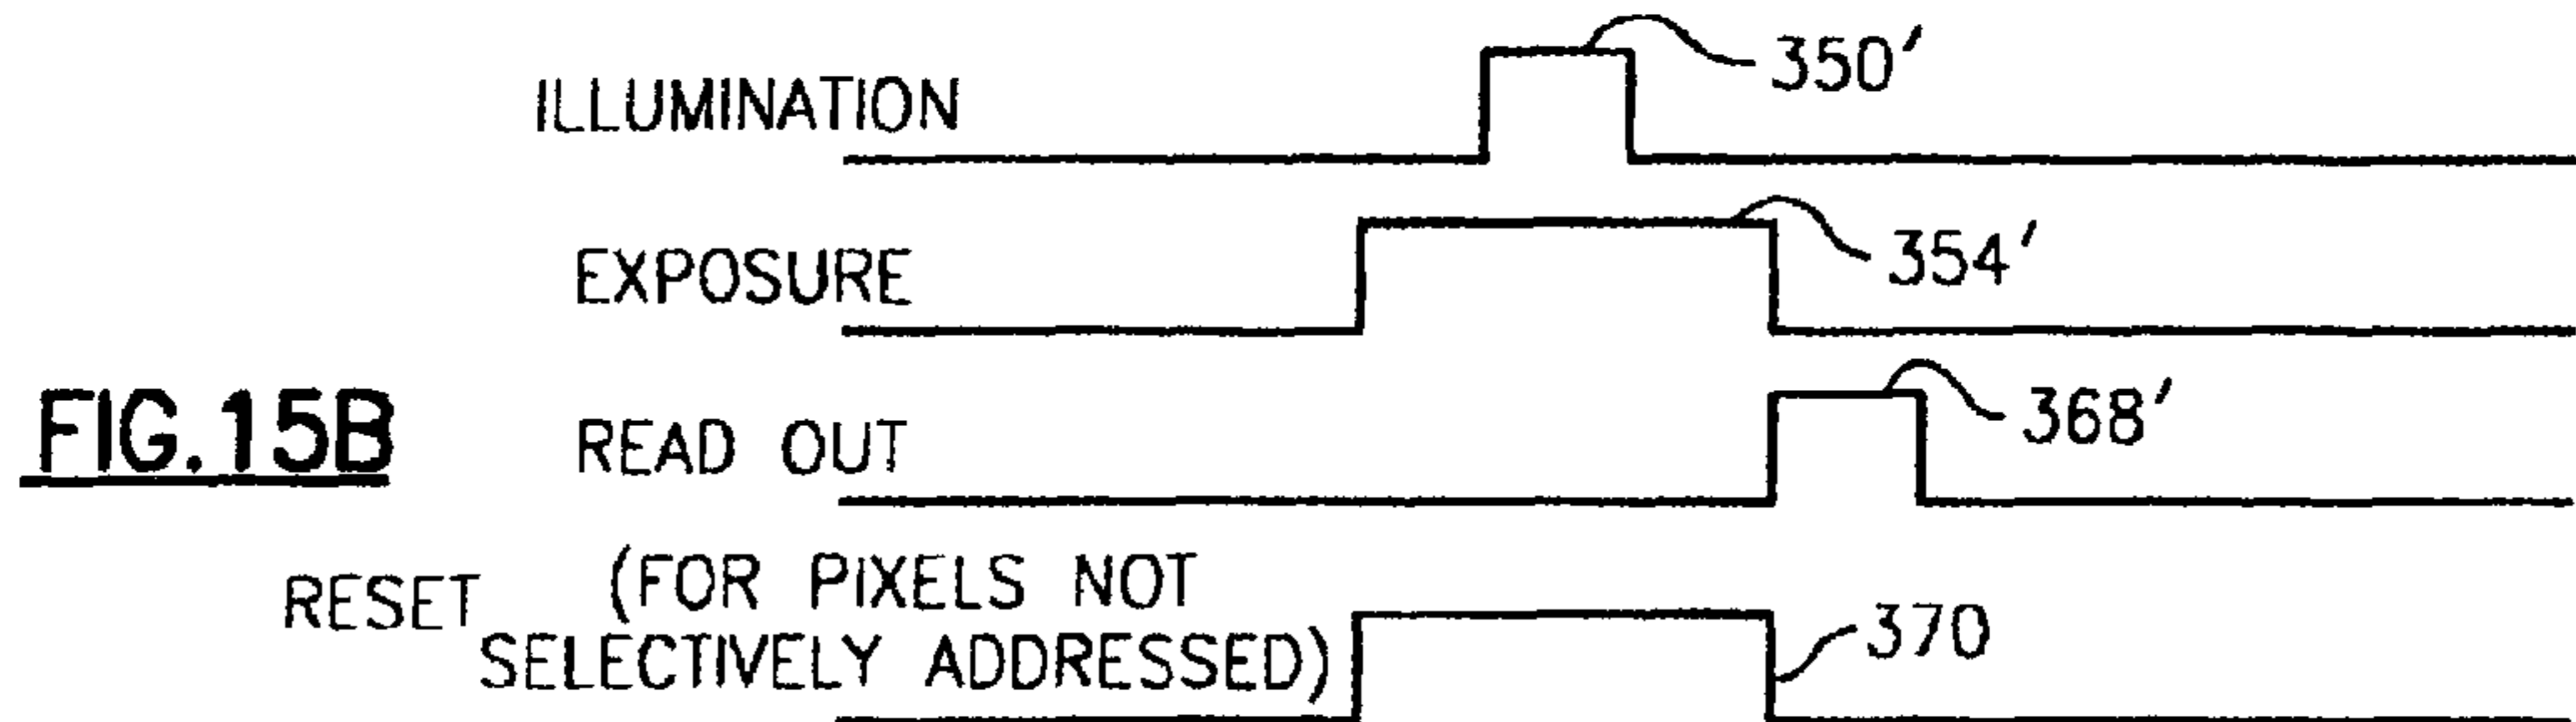 ILLUMINATION 350′
EXPOSURE 354′
FIG.15B READ OUT 368′
RESET (FOR PIXELS NOT
SELECTIVELY ADDRESSED) 370